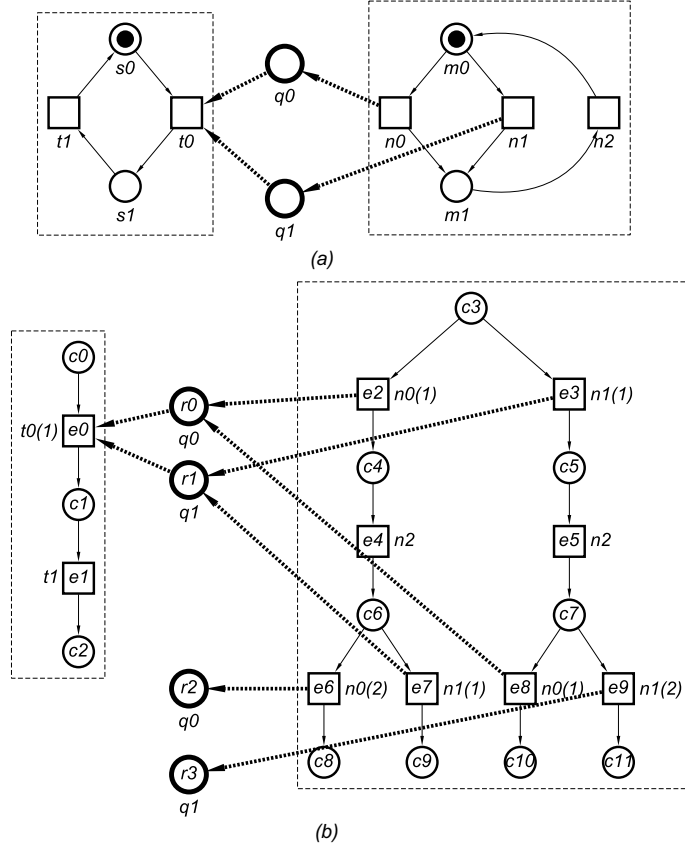 s0
m0
q0
t1
t0
n0
n1
n2
s1
q1
m1
(a)
c3
c0
t0(1) e0
r0
q0
e2 n0(1)
e3 n1(1)
c4
c5
c1
r1
q1
e4 n2
e5 n2
t1 e1
c6
c7
c2
r2
q0
e6 n0(2)
e7 n1(1)
e8 n0(1)
e9 n1(2)
r3
q1
c8
c9
c10
c11
(b)